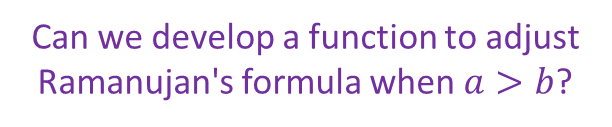 Can we develop a function to adjust
Ramanujan's formula when a > b?